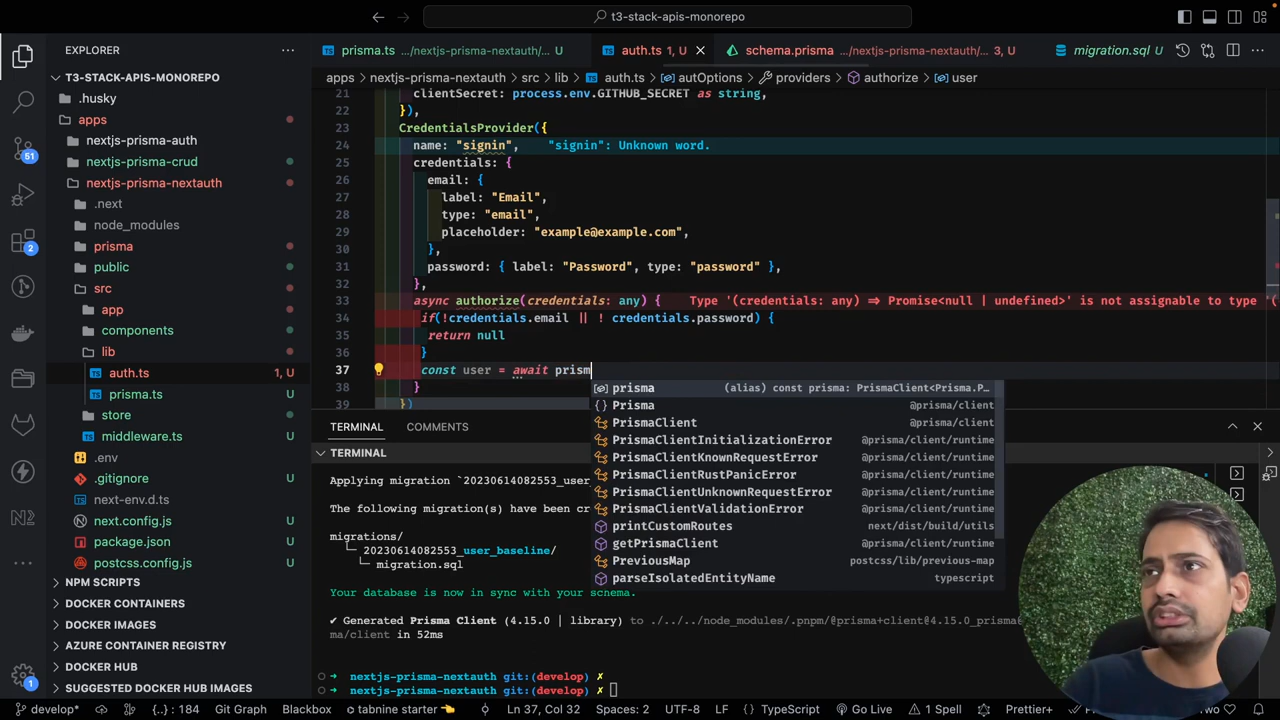 t3-stack-apis-monorepo
EXPLORER
prisma.ts .../nextjs-prisma-nextauth/... U
auth.ts 1, U
schema.prisma .../nextjs-prisma-nextauth/... 3, U
migration.sql U
T3-STACK-APIS-MONOREPO
apps nextjs-prisma-nextauth src lib auth.ts autOptions providers authorize user
.husky
apps
nextjs-prisma-auth
nextjs-prisma-crud
nextjs-prisma-nextauth
.next
node_modules
prisma
public
src
app
components
lib
auth.ts 1, U
prisma.ts U
store
middleware.ts U
.env
.gitignore U
next-env.d.ts
next.config.js U
package.json U
postcss.config.js U
NPM SCRIPTS
DOCKER CONTAINERS
DOCKER IMAGES
AZURE CONTAINER REGISTRY
DOCKER HUB
SUGGESTED DOCKER HUB IMAGES
51
2
1
21 clientSecret: process.env.GITHUB_SECRET as string,
22 }),
23 CredentialsProvider({
24 name: "signin", "signin": Unknown word.
25 credentials: {
26 email: {
27 label: "Email",
28 type: "email",
29 placeholder: "example@example.com",
30 },
31 password: { label: "Password", type: "password" },
32 },
33 async authorize(credentials: any) { Type '(credentials: any) => Promise<null | undefined>' is not assignable to type '(
34 if(!credentials.email || ! credentials.password) {
35 return null
36 }
37 const user = await prism
38 }
39 })
prisma (alias) const prisma: PrismaClient<Prisma.P…
Prisma @prisma/client
PrismaClient @prisma/client
PrismaClientInitializationError @prisma/client/runtime
PrismaClientKnownRequestError @prisma/client/runtime
PrismaClientRustPanicError @prisma/client/runtime
PrismaClientUnknownRequestError @prisma/client/runtime
PrismaClientValidationError @prisma/client/runtime
printCustomRoutes next/dist/build/utils
getPrismaClient @prisma/client/runtime
PreviousMap postcss/lib/previous-map
parseIsolatedEntityName typescript
TERMINAL COMMENTS
TERMINAL
Applying migration `20230614082553_user
The following migration(s) have been cr
migrations/
└─ 20230614082553_user_baseline/
└─ migration.sql
Your database is now in sync with your schema.
✔ Generated Prisma Client (4.15.0 | library) to ./../../node_modules/.pnpm/@prisma+client@4.15.0_prisma
ma/client in 52ms
➜ nextjs-prisma-nextauth git:(develop) ✗
➜ nextjs-prisma-nextauth git:(develop) ✗
develop* : 184 Git Graph Blackbox tabnine starter Ln 37, Col 32 Spaces: 2 UTF-8 LF {} TypeScript Go Live 1 Spell Prettier+ Two